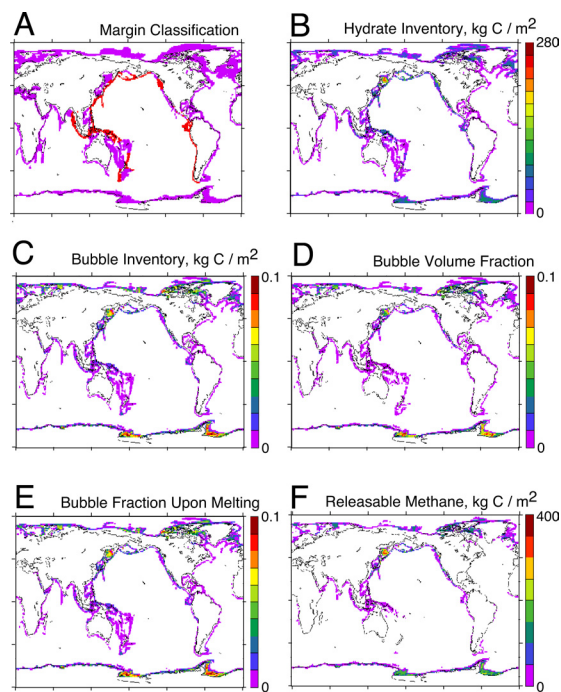 A Margin Classification
B Hydrate Inventory, kg C / m2
280
0
C Bubble Inventory, kg C / m2
0.1
0
D Bubble Volume Fraction
0.1
0
E Bubble Fraction Upon Melting
0.1
0
F Releasable Methane, kg C / m2
400
0